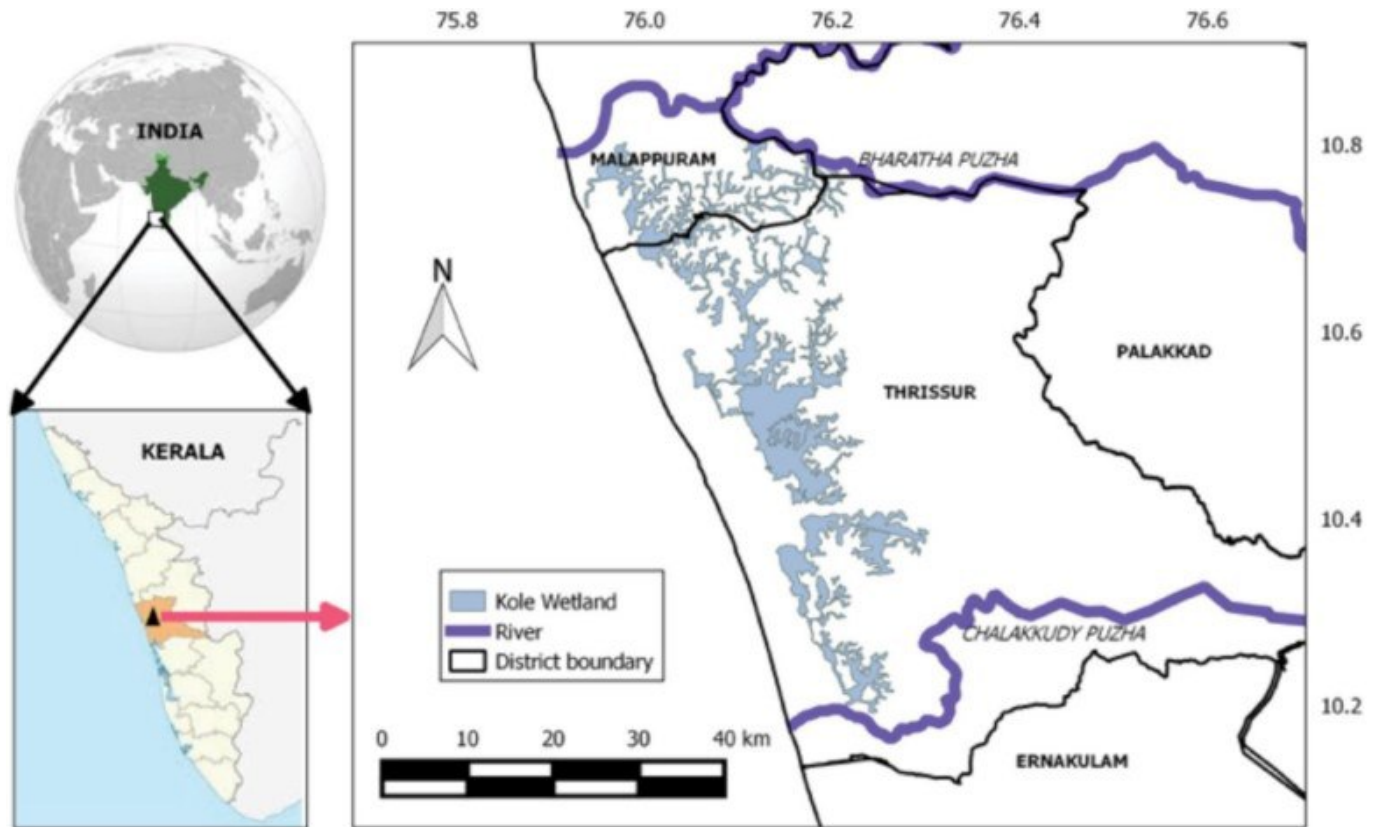 75.8 76.0 76.2 76.4 76.6
INDIA
KERALA
N
MALAPPURAM
BHARATHA PUZHA
10.8
10.6
PALAKKAD
THRISSUR
10.4
Kole Wetland
River
District boundary
CHALAKKUDY PUZHA
10.2
0 10 20 30 40 km
ERNAKULAM